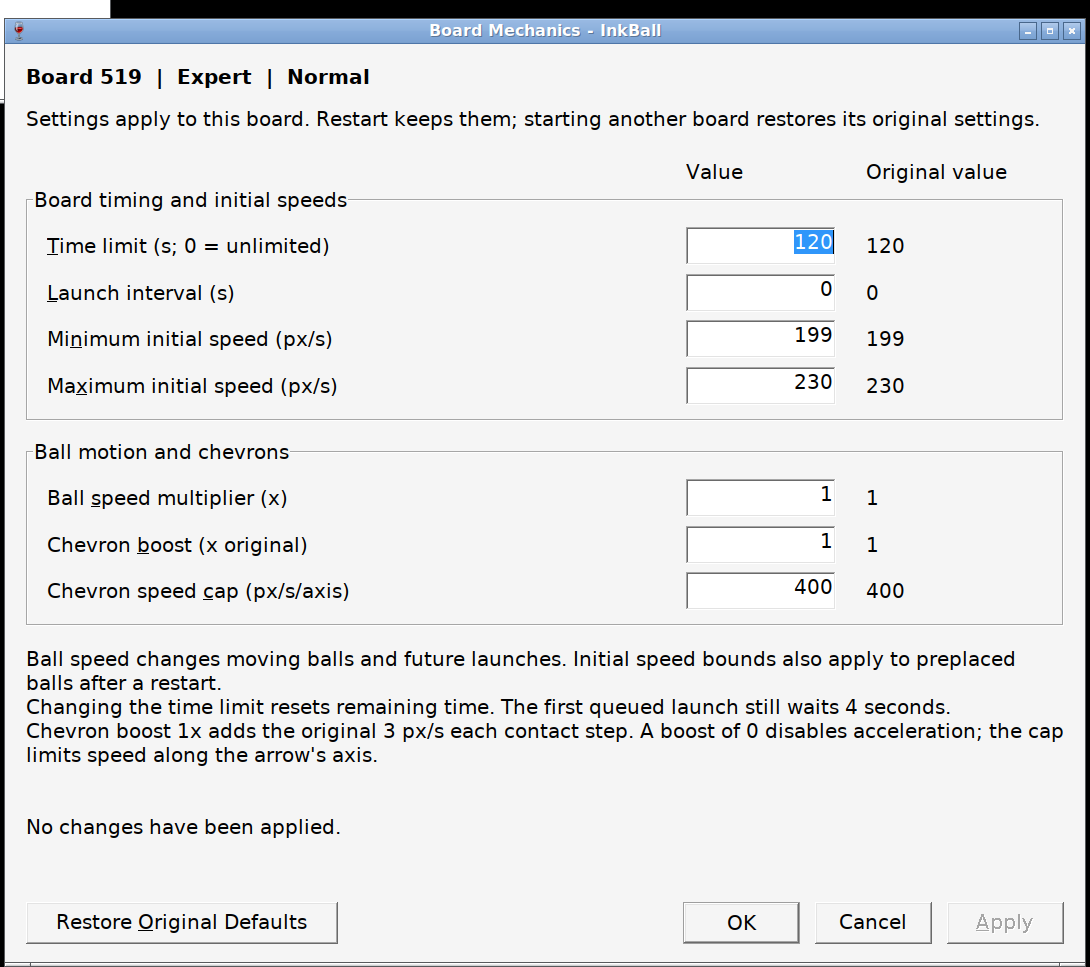 Board Mechanics - InkBall
Board 519 | Expert | Normal
Settings apply to this board. Restart keeps them; starting another board restores its original settings.
Value Original value
Board timing and initial speeds
Time limit (s; 0 = unlimited) 120 120
Launch interval (s) 0 0
Minimum initial speed (px/s) 199 199
Maximum initial speed (px/s) 230 230
Ball motion and chevrons
Ball speed multiplier (x) 1 1
Chevron boost (x original) 1 1
Chevron speed cap (px/s/axis) 400 400
Ball speed changes moving balls and future launches. Initial speed bounds also apply to preplaced
balls after a restart.
Changing the time limit resets remaining time. The first queued launch still waits 4 seconds.
Chevron boost 1x adds the original 3 px/s each contact step. A boost of 0 disables acceleration; the cap
limits speed along the arrow's axis.
No changes have been applied.
Restore Original Defaults OK Cancel Apply